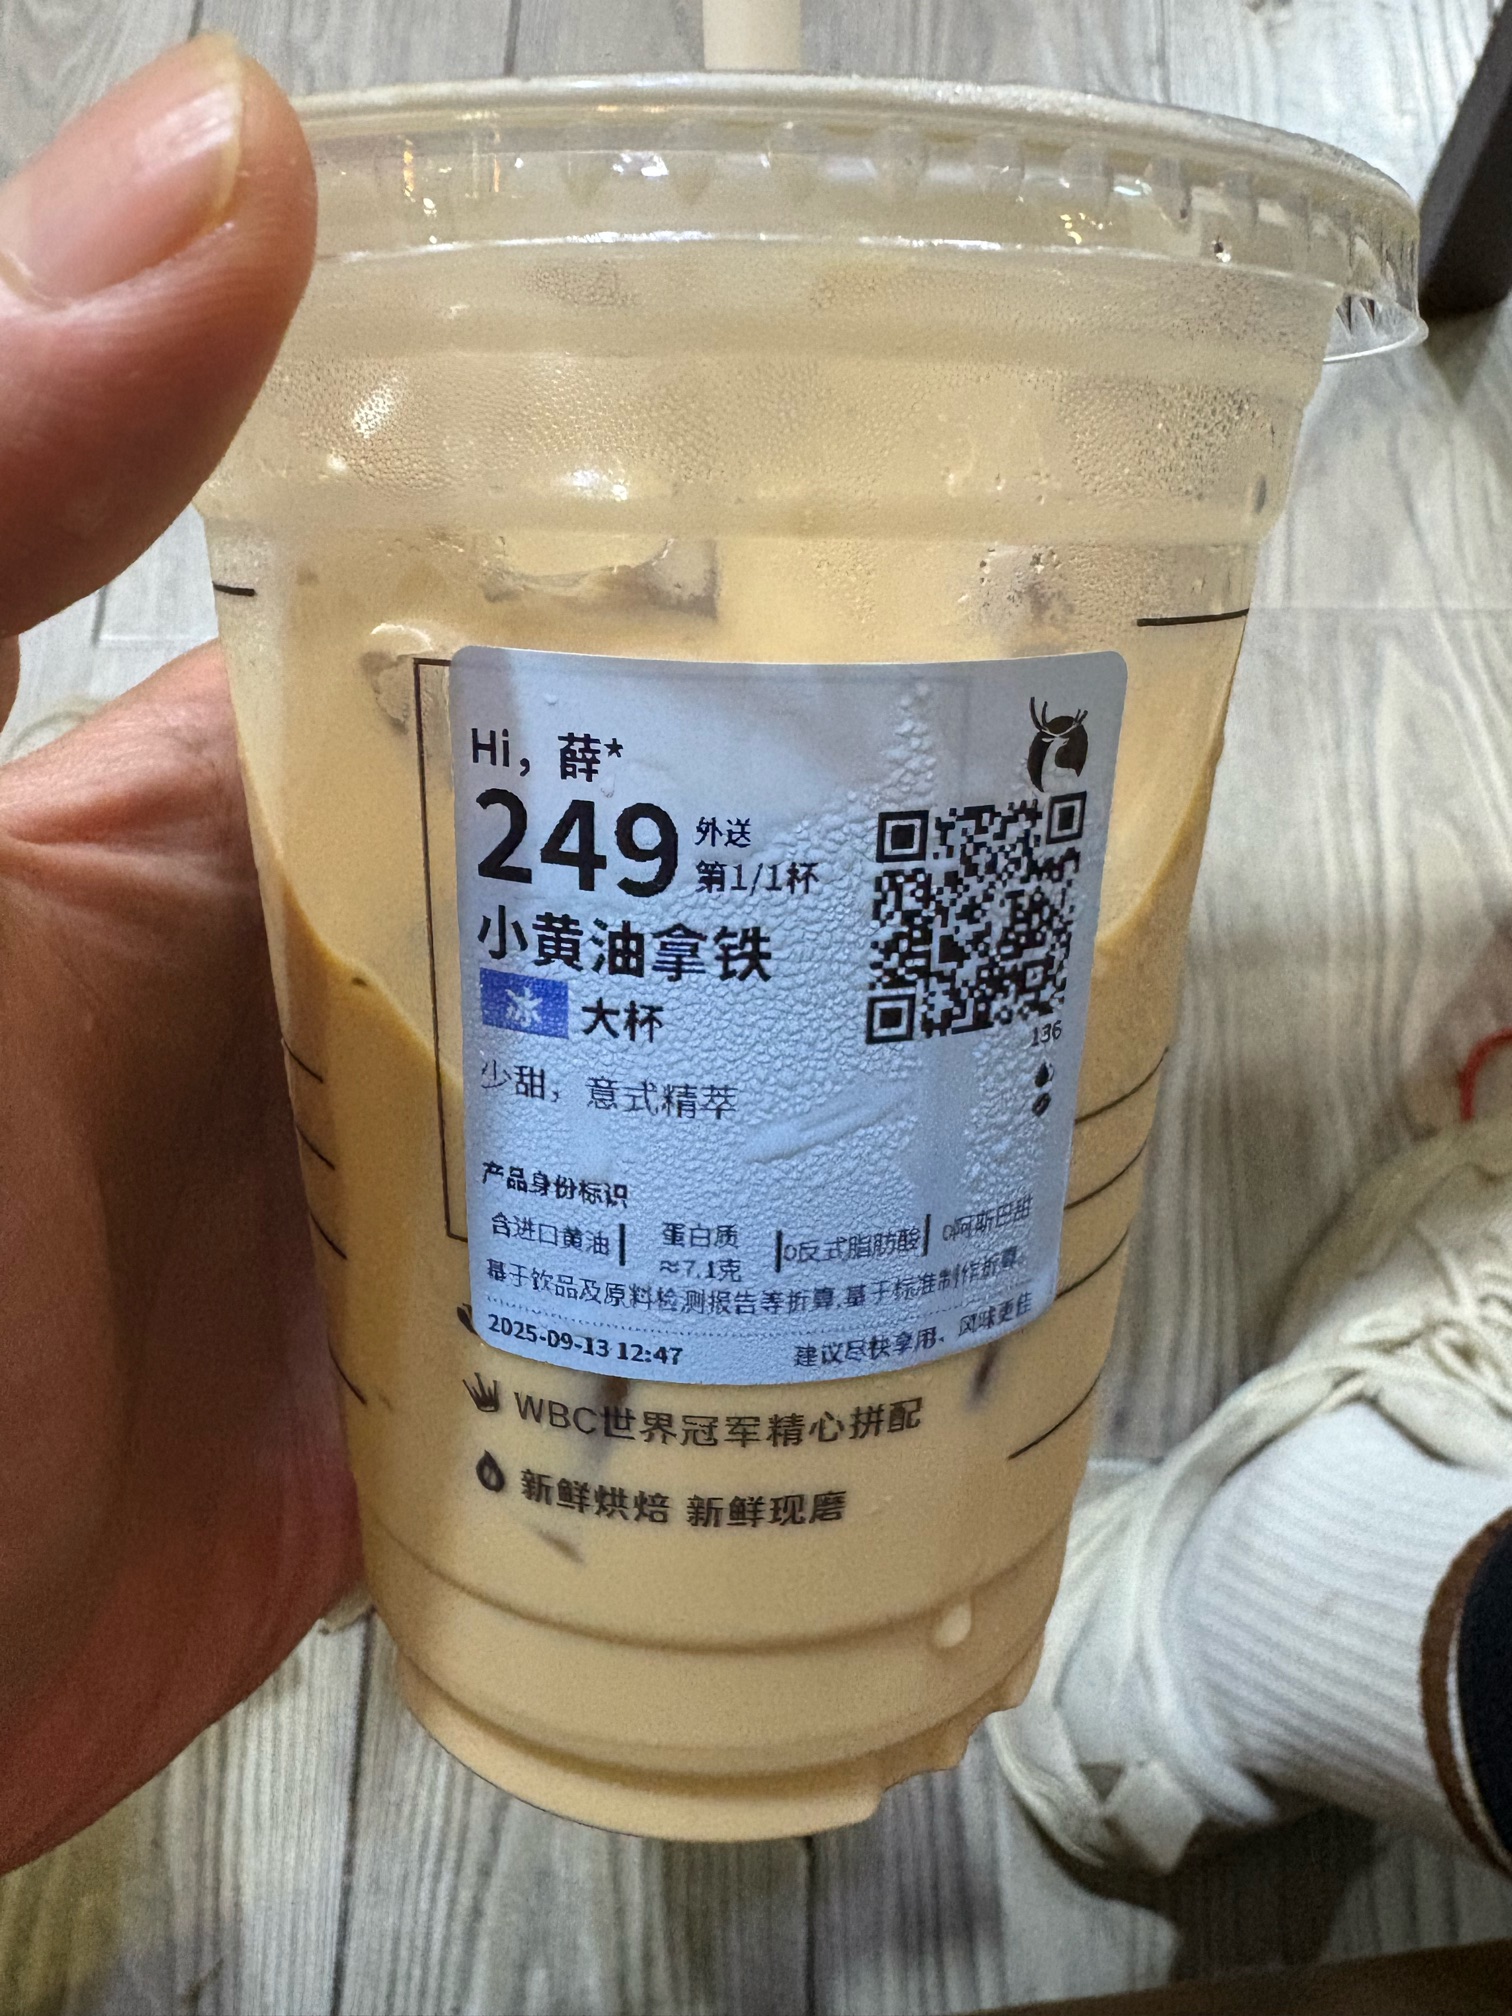 Hi，薛*
249 外送
第1/1杯
小黄油拿铁
冰 大杯
136
少甜，意式精萃
产品身份标识
含进口黄油 | 蛋白质 ≈7.1克 | 0反式脂肪酸 | 0阿斯巴甜
基于饮品及原料检测报告等折算,基于标准制作折算。
2025-09-13 12:47 建议尽快享用、风味更佳
WBC世界冠军精心拼配
新鲜烘焙 新鲜现磨